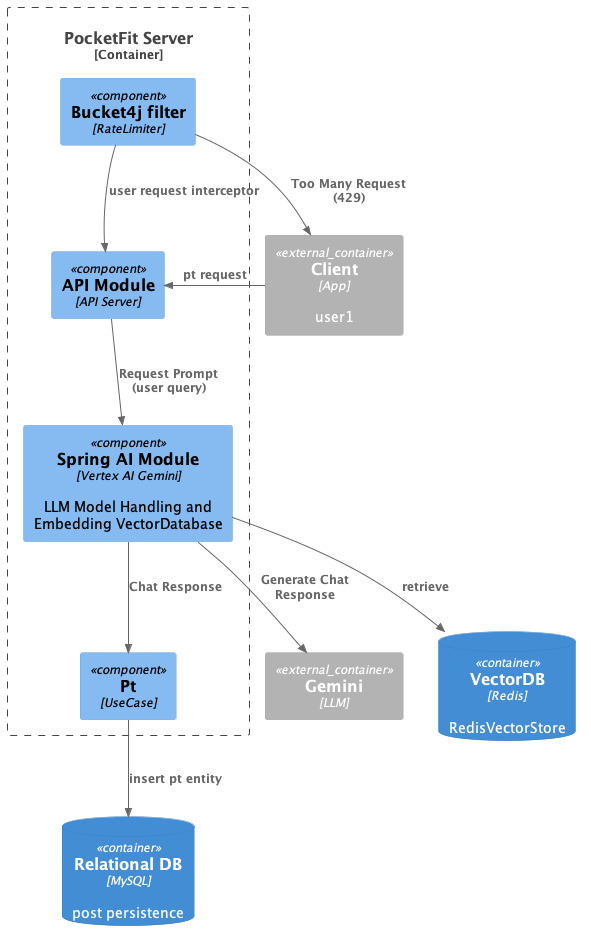 PocketFit Server
[Container]
«component»
Bucket4j filter
[RateLimiter]
user request interceptor
Too Many Request
(429)
«component»
API Module
[API Server]
pt request
«external_container»
Client
[App]
user1
Request Prompt
(user query)
«component»
Spring AI Module
[Vertex AI Gemini]
LLM Model Handling and
Embedding VectorDatabase
Chat Response
Generate Chat
Response
retrieve
«component»
Pt
[UseCase]
«external_container»
Gemini
[LLM]
«container»
VectorDB
[Redis]
RedisVectorStore
insert pt entity
«container»
Relational DB
[MySQL]
post persistence